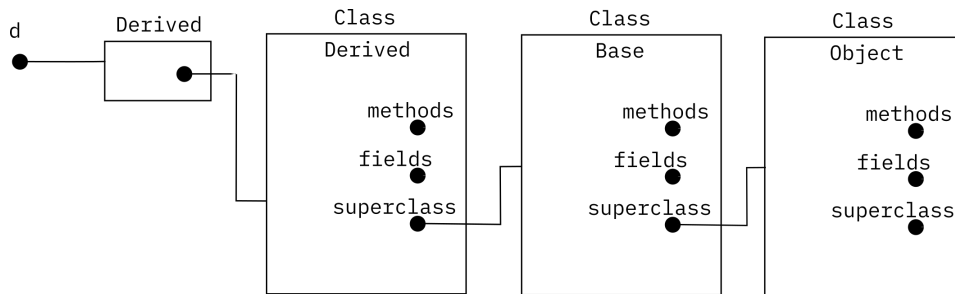 d
Derived
Class
Derived
methods
fields
superclass
Class
Base
methods
fields
superclass
Class
Object
methods
fields
superclass